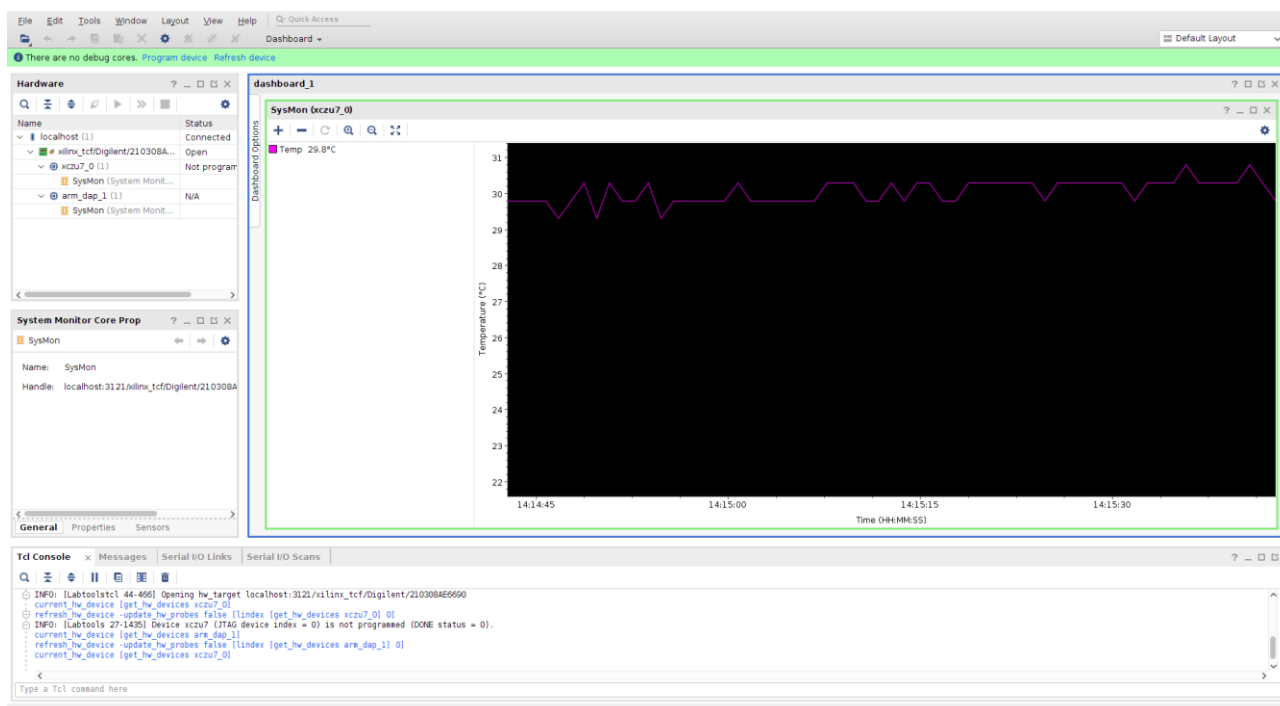 File Edit Tools Window Layout View Help Q- Quick Access
Dashboard
Default Layout
There are no debug cores. Program device Refresh device
Hardware
Name Status
localhost (1) Connected
xilinx_tcf/Digilent/210308A... Open
xczu7_0 (1) Not program
SysMon (System Monit...
arm_dap_1 (1) N/A
SysMon (System Monit...
System Monitor Core Prop
SysMon
Name: SysMon
Handle: localhost:3121/xilinx_tcf/Digilent/210308A
General Properties Sensors
dashboard_1
Dashboard Options
SysMon (xczu7_0)
Temp 29.8°C
Temperature (°C)
31
30
29
28
27
26
25
24
23
22
14:14:45 14:15:00 14:15:15 14:15:30
Time (HH:MM:SS)
Tcl Console Messages Serial I/O Links Serial I/O Scans
INFO: [Labtoolstcl 44-466] Opening hw_target localhost:3121/xilinx_tcf/Digilent/210308AE6690
current_hw_device [get_hw_devices xczu7_0]
refresh_hw_device -update_hw_probes false [lindex [get_hw_devices xczu7_0] 0]
INFO: [Labtools 27-1435] Device xczu7 (JTAG device index = 0) is not programmed (DONE status = 0).
current_hw_device [get_hw_devices arm_dap_1]
refresh_hw_device -update_hw_probes false [lindex [get_hw_devices arm_dap_1] 0]
current_hw_device [get_hw_devices xczu7_0]
Type a Tcl command here